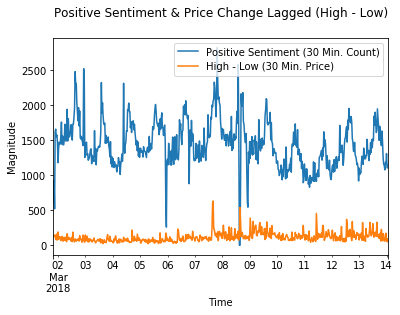 Positive Sentiment & Price Change Lagged (High - Low)
Positive Sentiment (30 Min. Count)
High - Low (30 Min. Price)
Magnitude
2500
2000
1500
1000
500
0
02 03 04 05 06 07 08 09 10 11 12 13 14
Mar
2018
Time